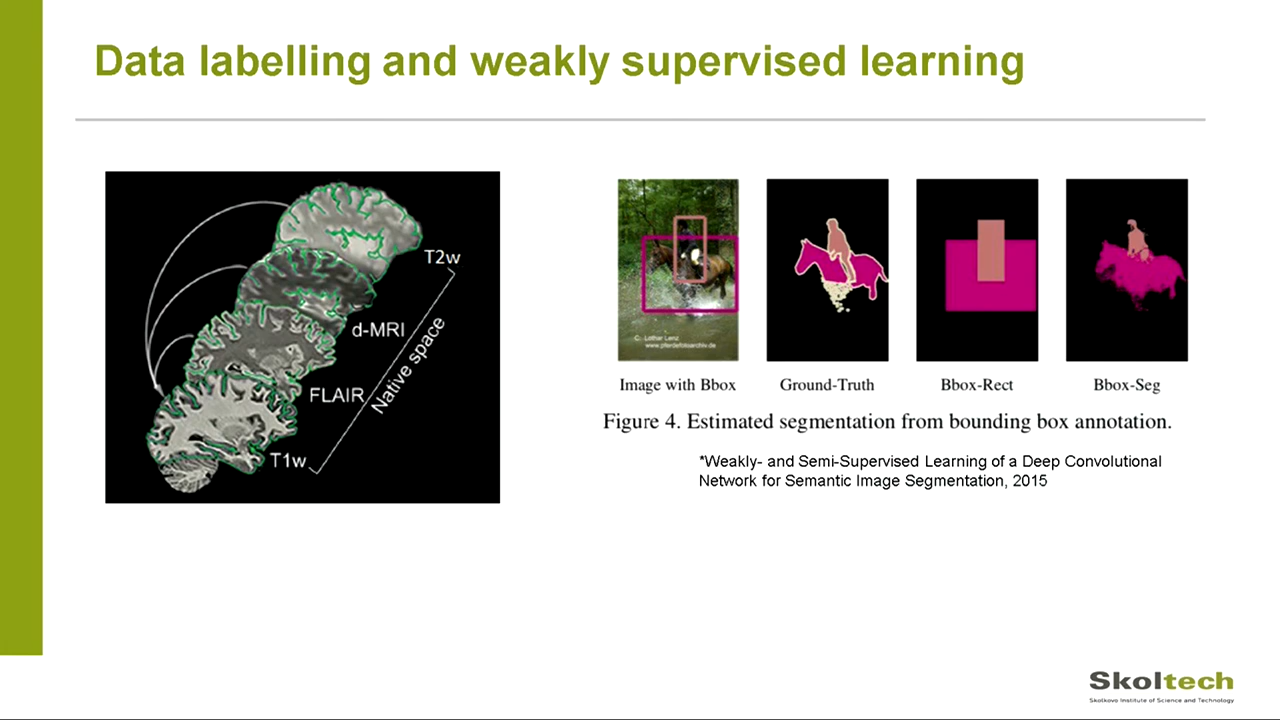 Data labelling and weakly supervised learning
T2w
d-MRI
Native space
FLAIR
T1w
C: Lothar Lenz
www.pferdefotoarchiv.de
Image with Bbox
Ground-Truth
Bbox-Rect
Bbox-Seg
Figure 4. Estimated segmentation from bounding box annotation.
*Weakly- and Semi-Supervised Learning of a Deep Convolutional
Network for Semantic Image Segmentation, 2015
Skoltech
Skolkovo Institute of Science and Technology